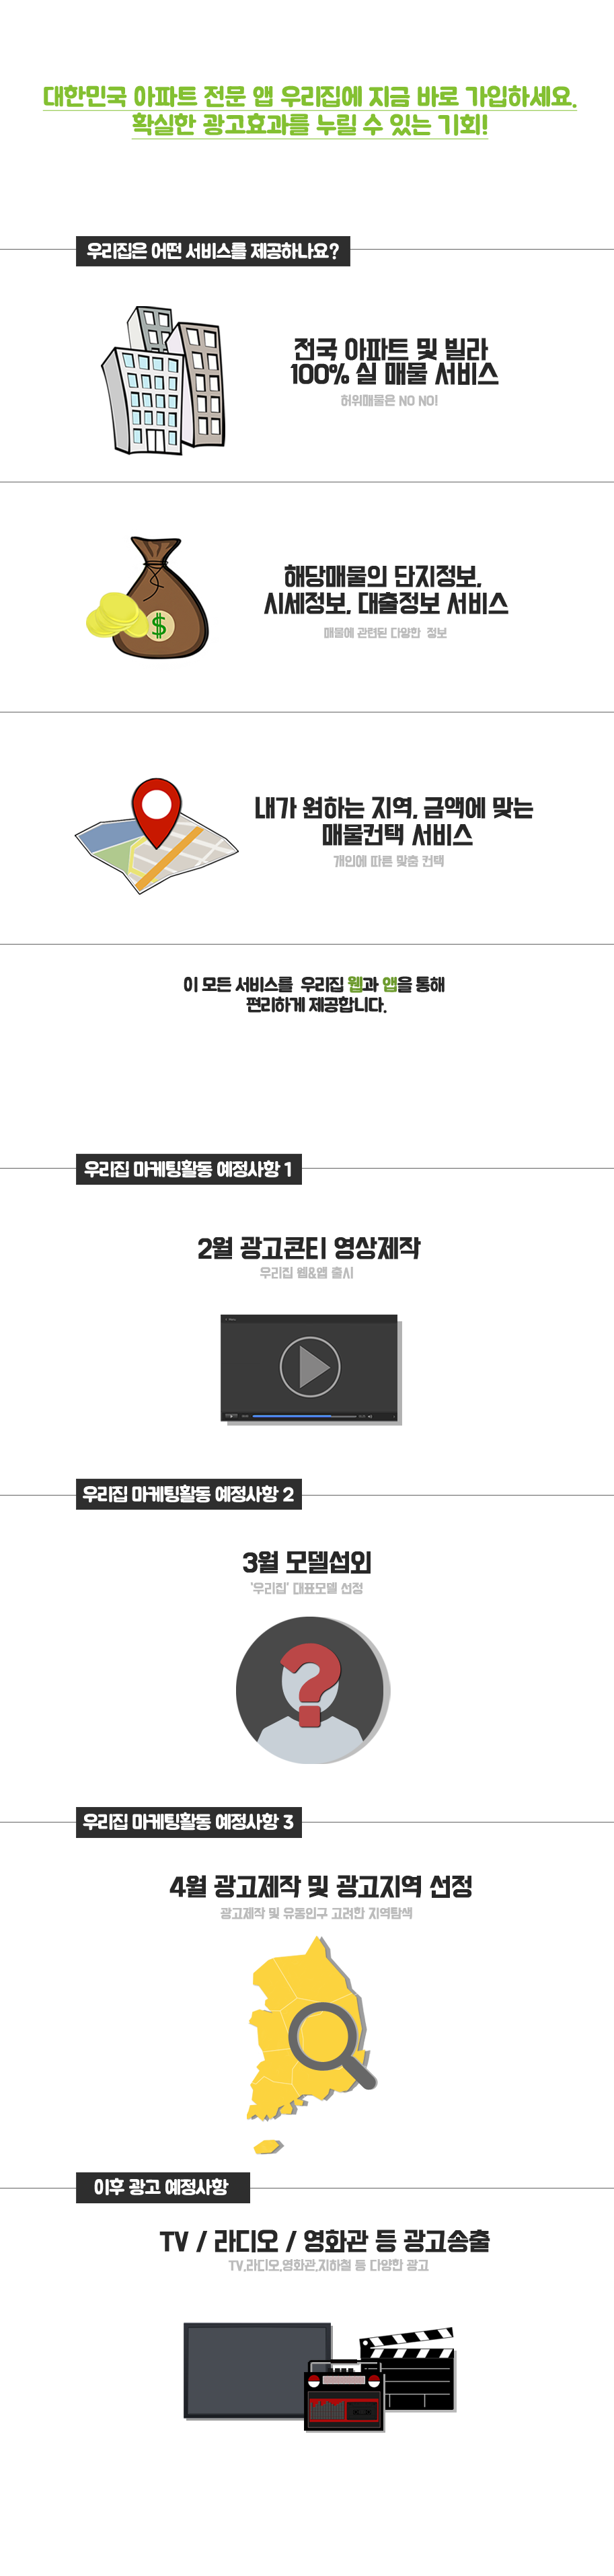 대한민국 아파트 전문 앱 우리집에 지금 바로 가입하세요.
확실한 광고효과를 누릴 수 있는 기회!
우리집은 어떤 서비스를 제공하나요?
전국 아파트 및 빌라
100% 실 매물 서비스
허위매물은 NO NO!
해당매물의 단지정보,
시세정보, 대출정보 서비스
매물에 관련된 다양한 정보
$
내가 원하는 지역, 금액에 맞는
매물컨택 서비스
개인에 따른 맞춤 컨택
이 모든 서비스를 우리집 웹과 앱을 통해
편리하게 제공합니다.
우리집 마케팅활동 예정사항 1
2월 광고콘티 영상제작
우리집 웹&앱 출시
우리집 마케팅활동 예정사항 2
3월 모델섭외
'우리집' 대표모델 선정
?
우리집 마케팅활동 예정사항 3
4월 광고제작 및 광고지역 선정
광고제작 및 유동인구 고려한 지역탐색
이후 광고 예정사항
TV / 라디오 / 영화관 등 광고송출
TV,라디오,영화관,지하철 등 다양한 광고